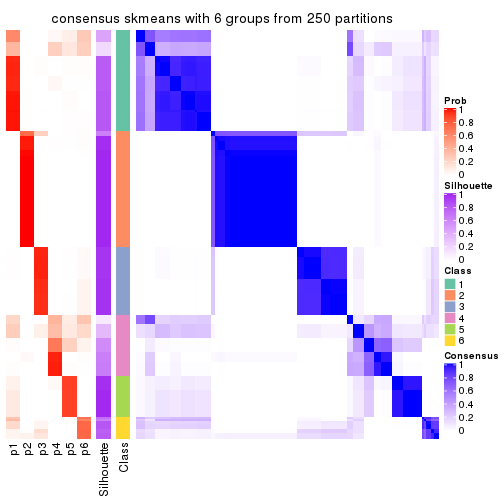 consensus skmeans with 6 groups from 250 partitions
Prob
1
0.8
0.6
0.4
0.2
0
Silhouette
1
0.8
0.6
0.4
0.2
0
Class
1
2
3
4
5
6
Consensus
1
0.8
0.6
0.4
0.2
0
p1
p2
p3
p4
p5
p6
Silhouette
Class